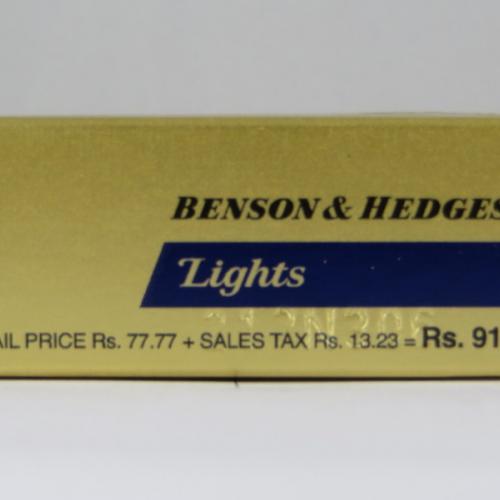 BENSON & HEDGES
Lights
AIL PRICE Rs. 77.77 + SALES TAX Rs. 13.23 = Rs. 91